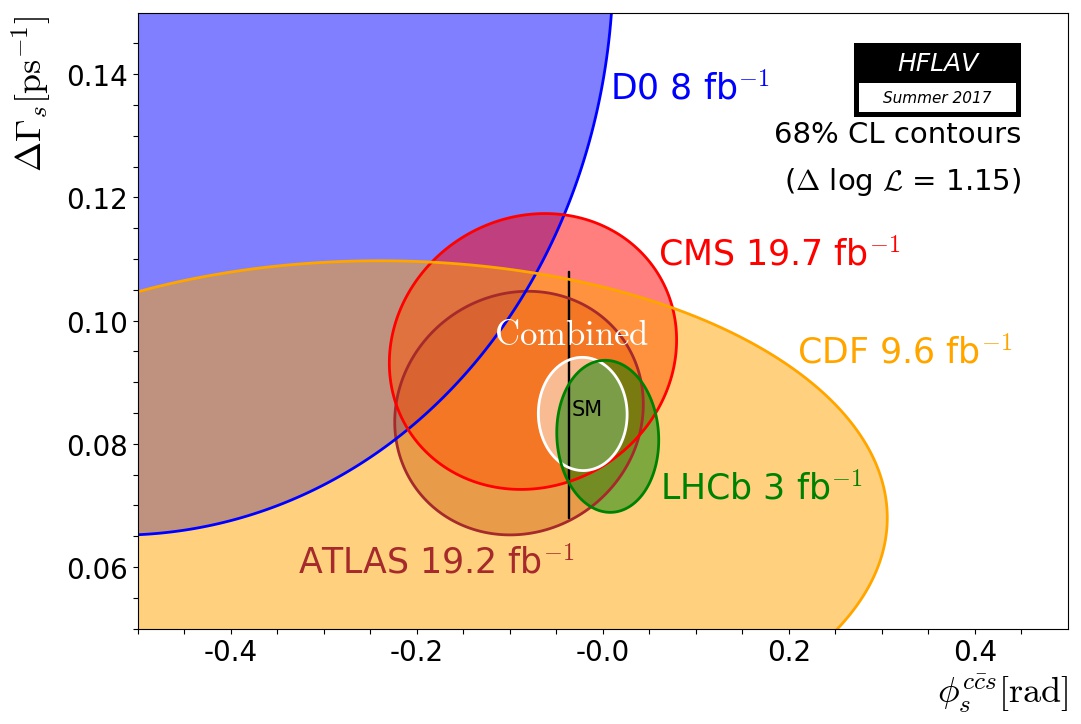 ΔΓₛ[ps⁻¹]
0.14
0.12
0.10
0.08
0.06
D0 8 fb⁻¹
HFLAV
Summer 2017
68% CL contours
(Δ log ℒ = 1.15)
CMS 19.7 fb⁻¹
CDF 9.6 fb⁻¹
Combined
SM
LHCb 3 fb⁻¹
ATLAS 19.2 fb⁻¹
-0.4 -0.2 -0.0 0.2 0.4
ϕₛ^{cc̄s}[rad]